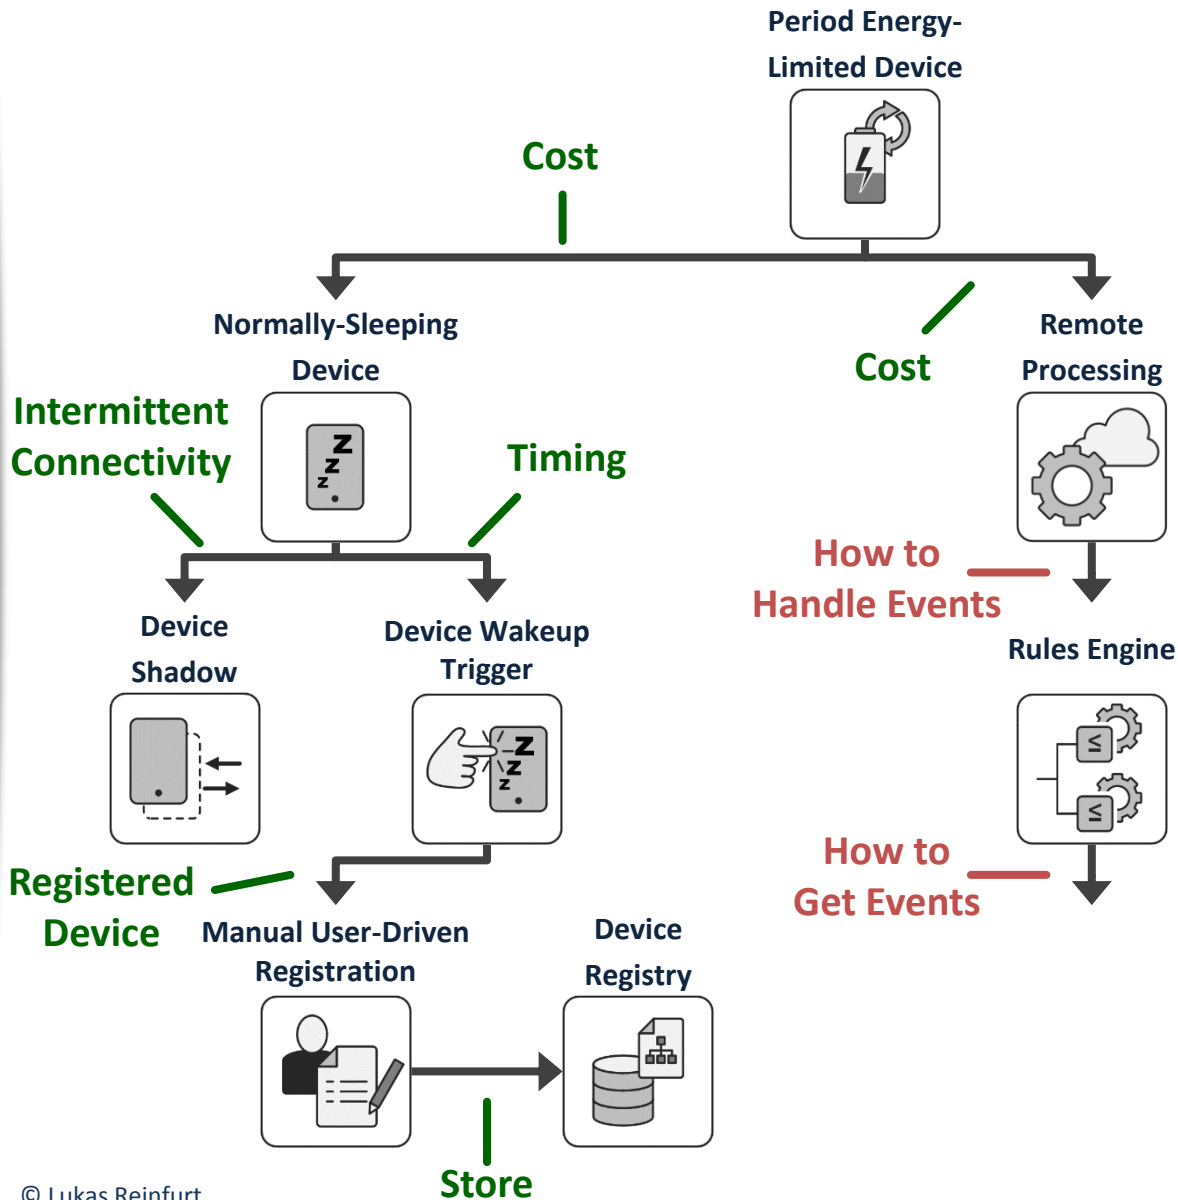 Period Energy-
Limited Device
Cost
Normally-Sleeping
Device
Cost
Remote
Processing
Intermittent
Connectivity
Timing
z
z
z
How to
Handle Events
Device
Shadow
Device Wakeup
Trigger
Rules Engine
z
z
z
≤
≤
How to
Get Events
Registered
Device
Manual User-Driven
Registration
Device
Registry
Store
© Lukas Reinfurt